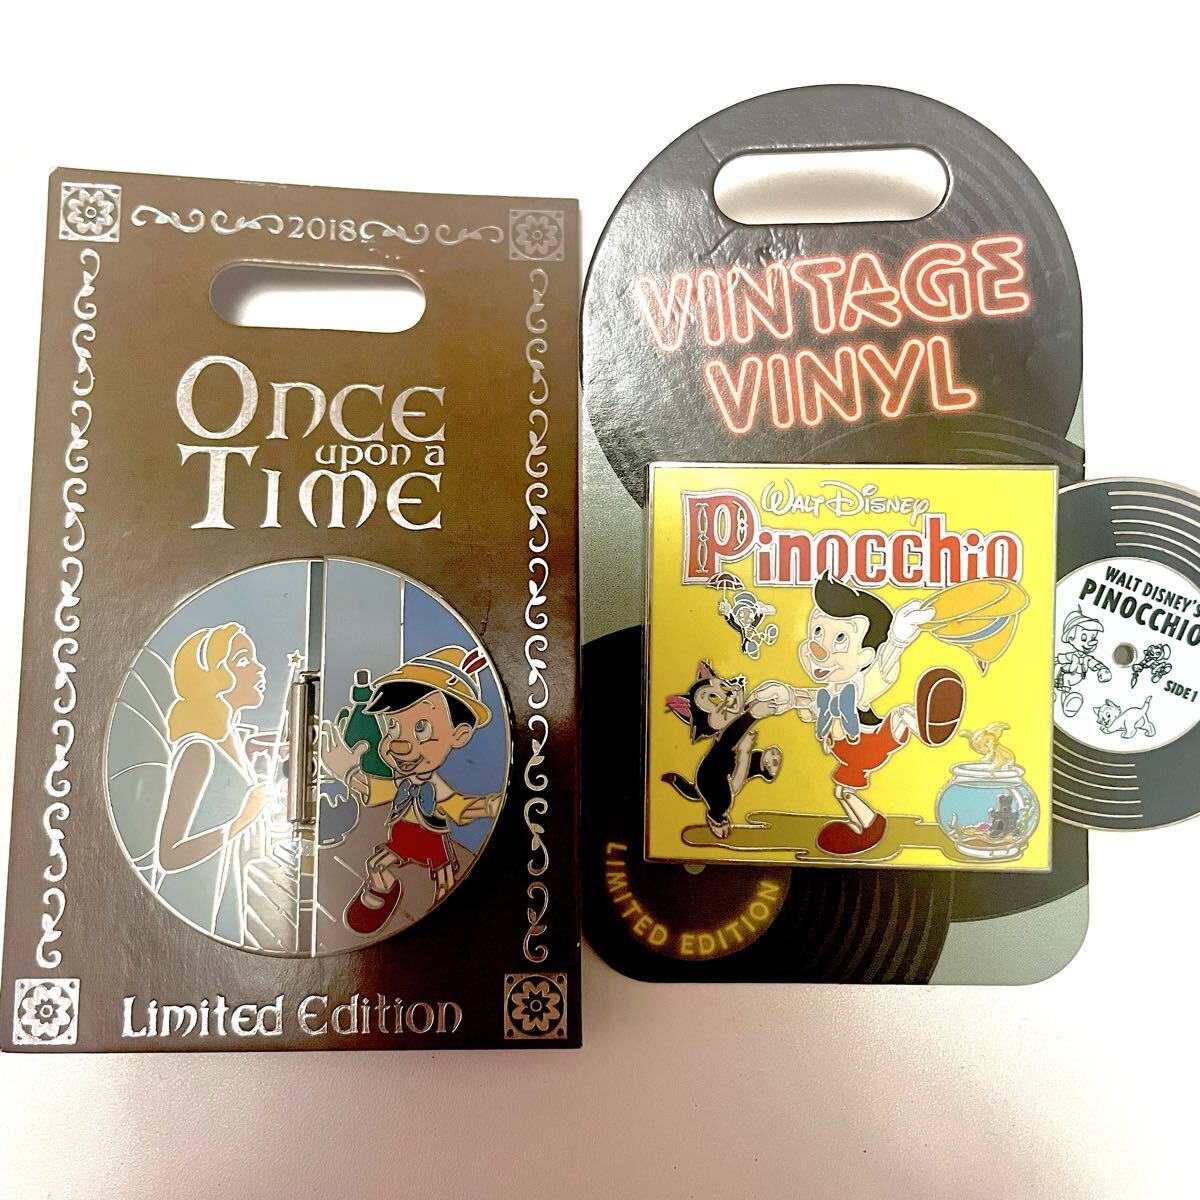 2018
ONCE
upon a
TIME
Limited Edition
VINTAGE
VINYL
WALT DISNEY
Pinocchio
WALT DISNEY'S
PINOCCHIO
SIDE 1
LIMITED EDITION